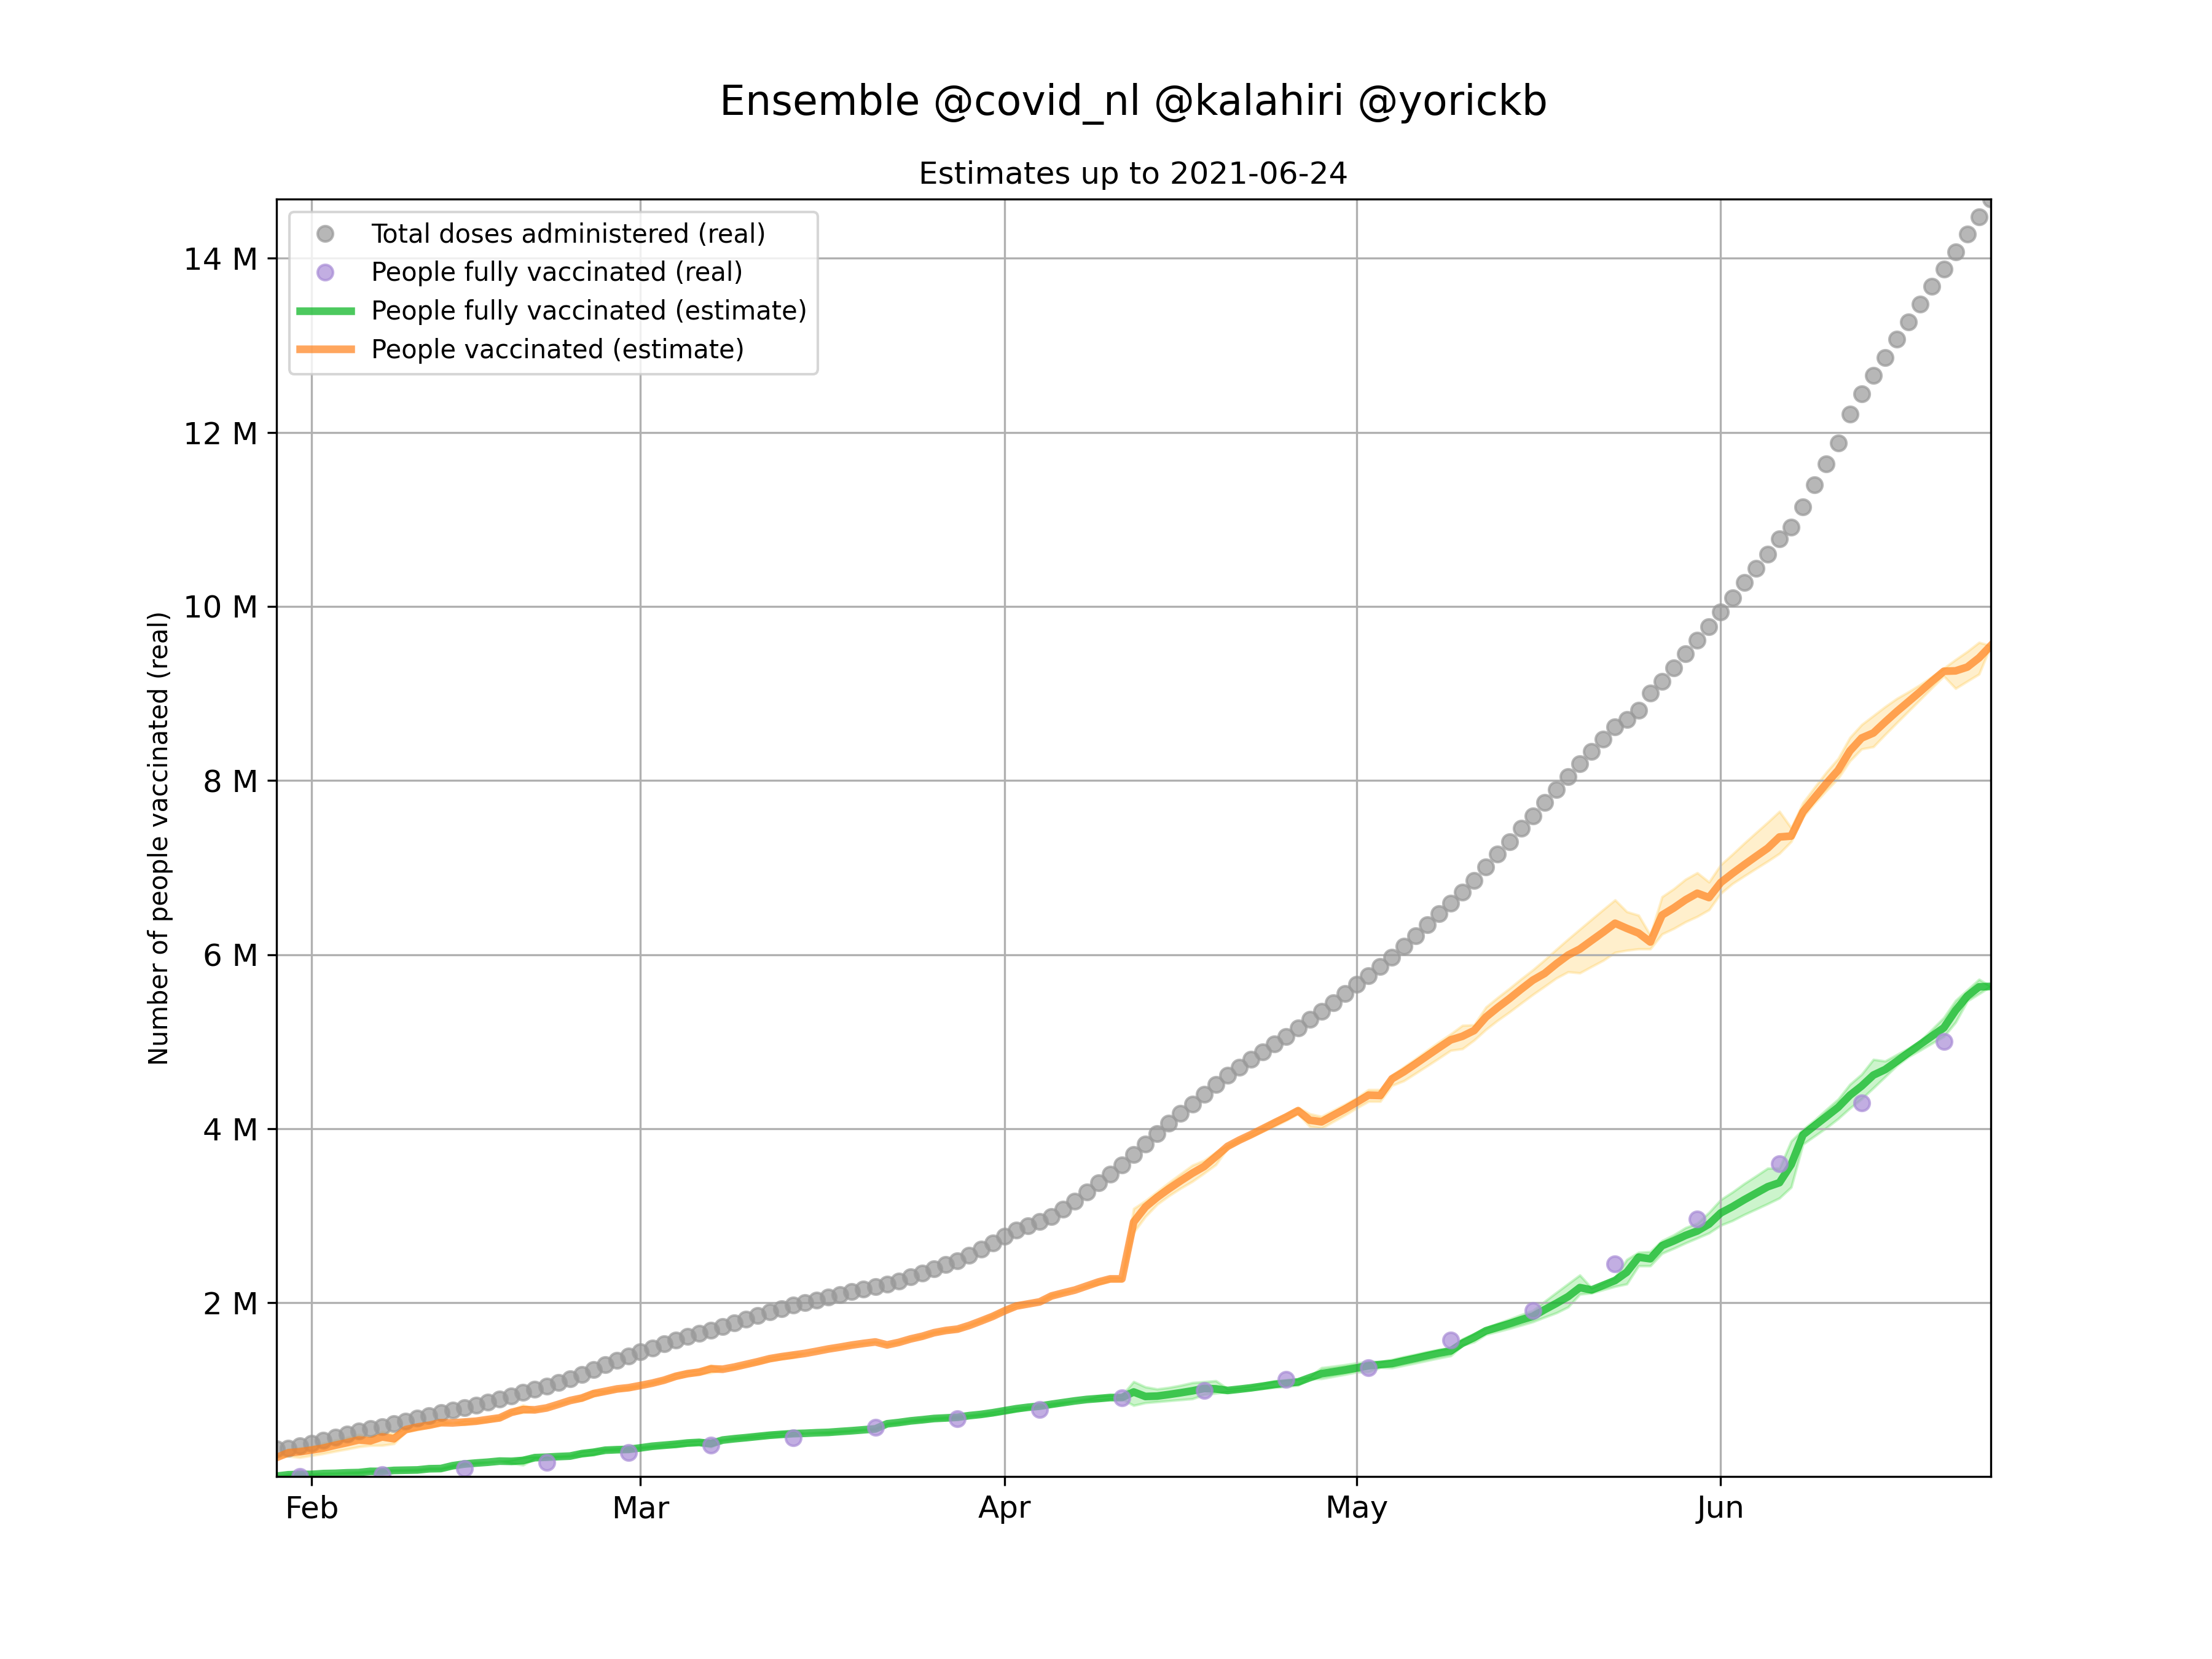 Ensemble @covid_nl @kalahiri @yorickb
Estimates up to 2021-06-24
Total doses administered (real)
People fully vaccinated (real)
People fully vaccinated (estimate)
People vaccinated (estimate)
14 M
12 M
10 M
8 M
6 M
4 M
2 M
Number of people vaccinated (real)
Feb
Mar
Apr
May
Jun